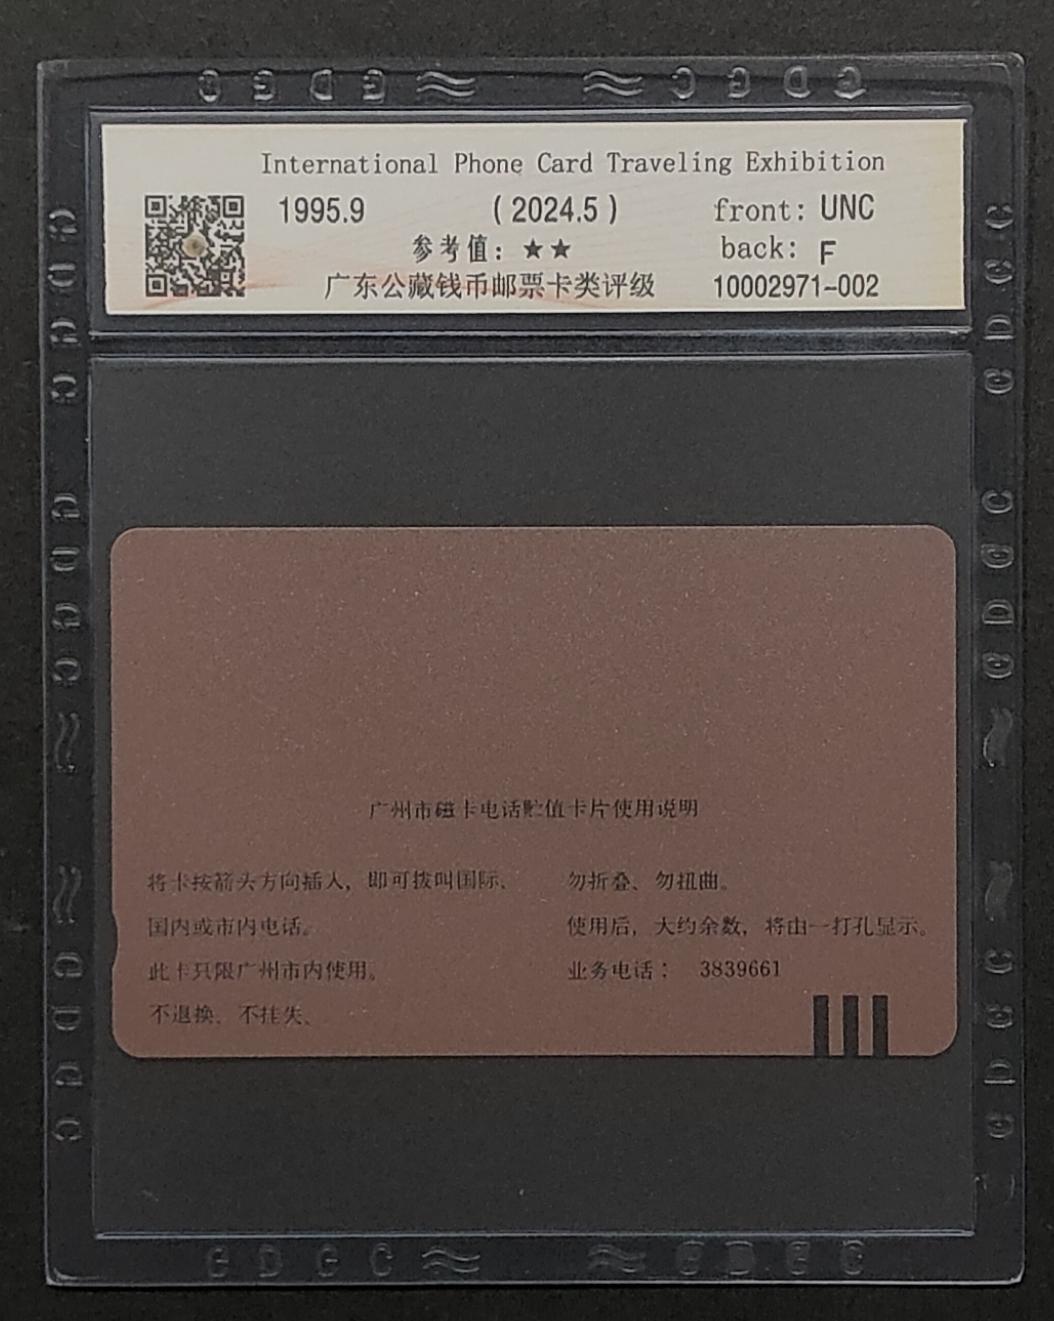 International Phone Card Traveling Exhibition
1995.9 (2024.5) front: UNC
参考值：★★ back: F
广东公藏钱币邮票卡类评级 10002971-002
广州市磁卡电话贮值卡片使用说明
将卡按箭头方向插入，即可拨叫国际、
国内或市内电话。
此卡只限广州市内使用。
不退换、不挂失、
勿折叠、勿扭曲。
使用后，大约余数，将由一打孔显示。
业务电话： 3839661
GDGC